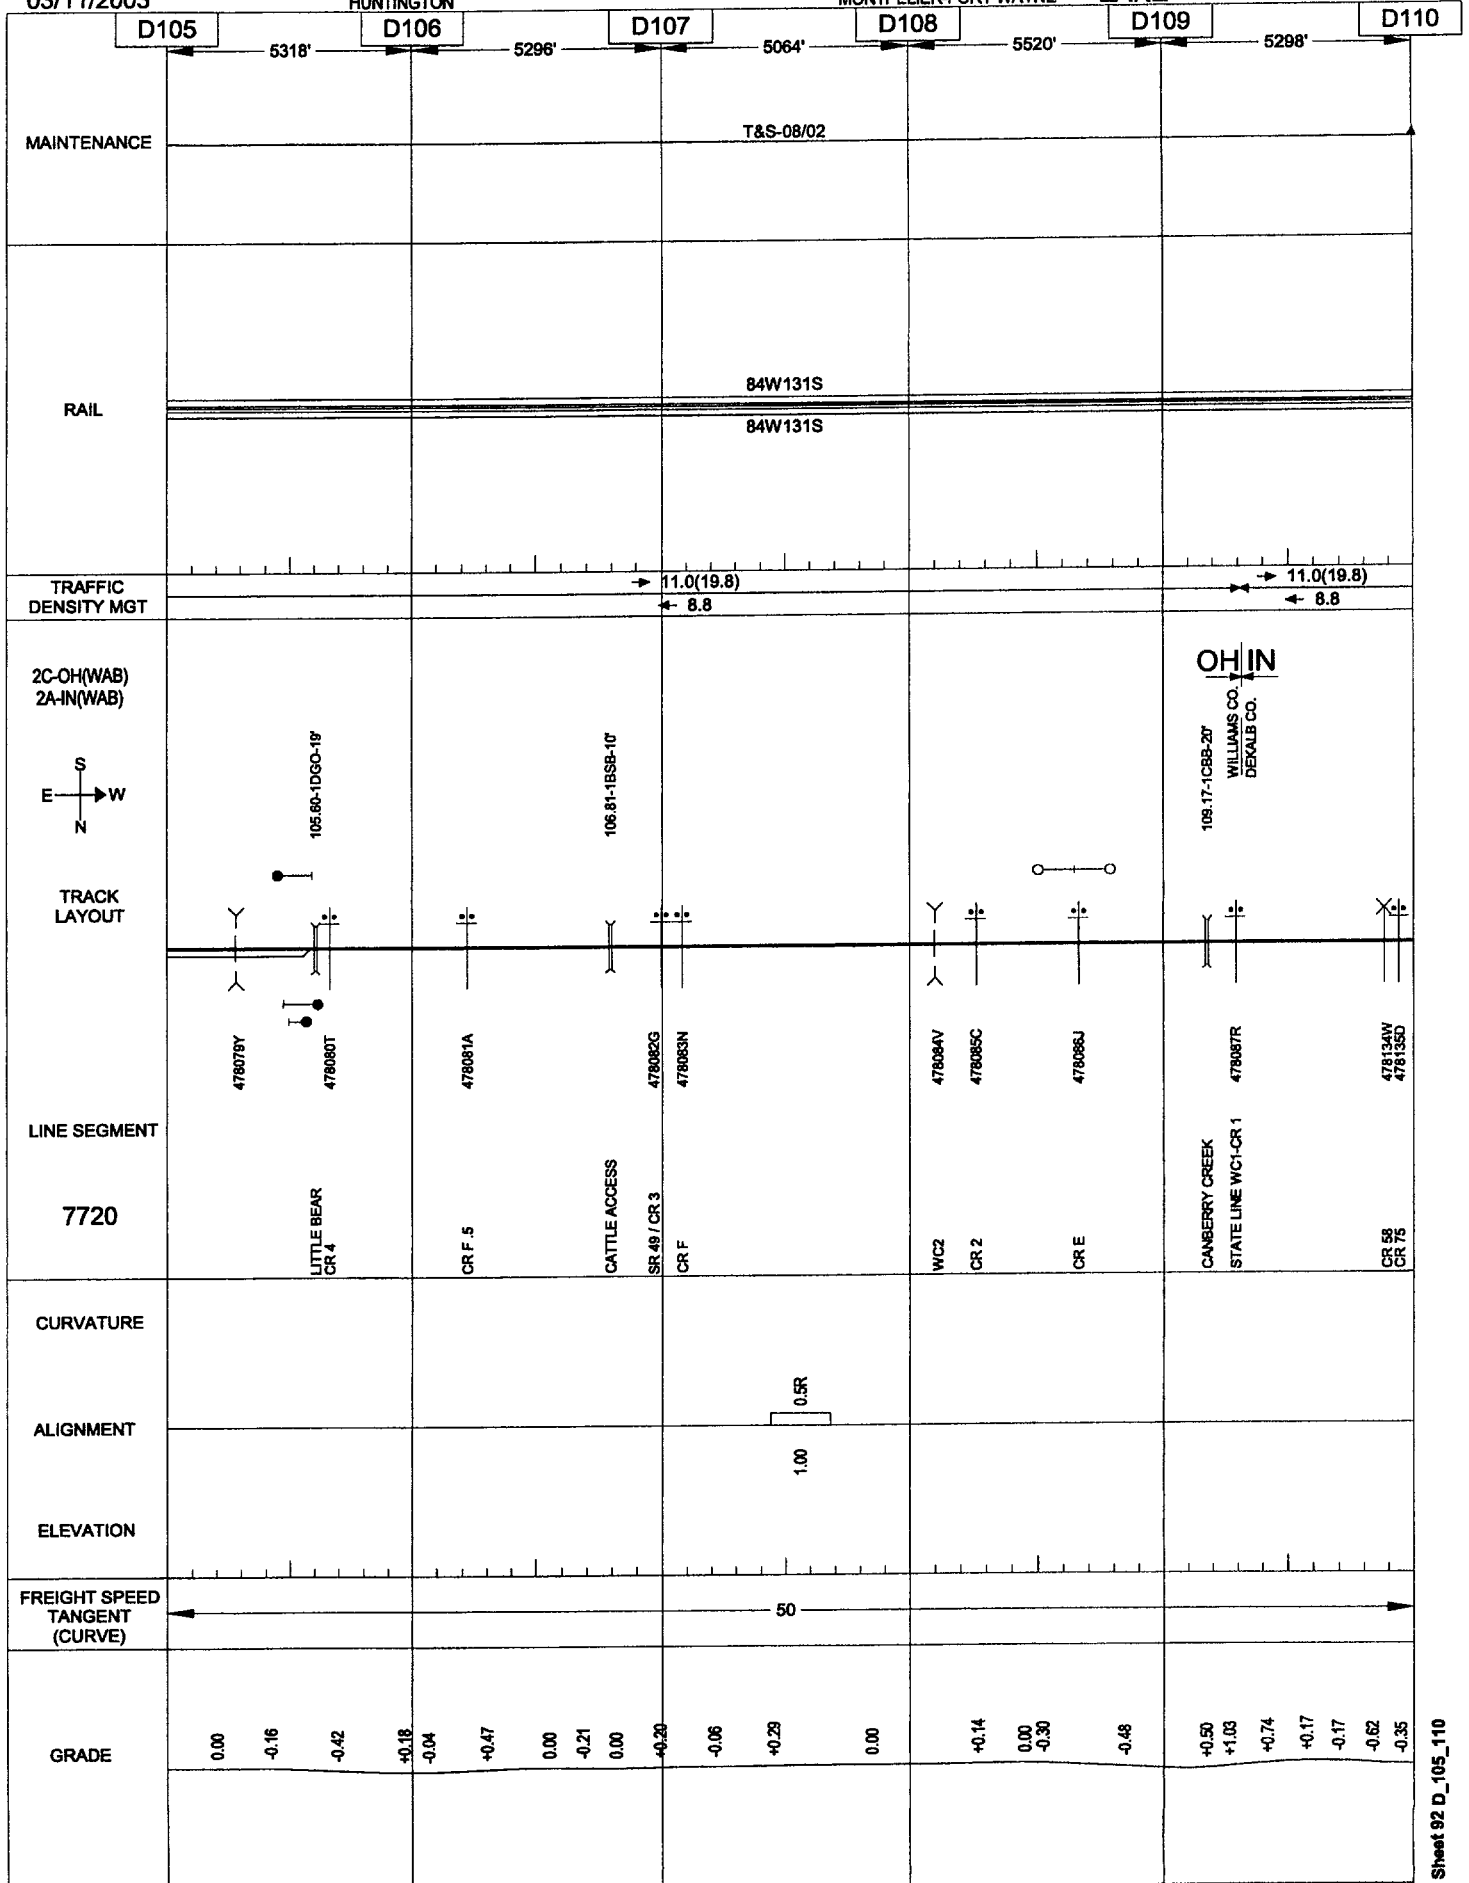 D105
D106
D107
D108
D109
D110
5318'
5296'
5064'
5520'
5298'
MAINTENANCE
T&S-08/02
RAIL
84W131S
84W131S
TRAFFIC
DENSITY MGT
11.0(19.8)
8.8
11.0(19.8)
8.8
2C-OH(WAB)
2A-IN(WAB)
S
E W
N
OH IN
WILLIAMS CO.
DEKALB CO.
105.60-1DGO-19'
106.81-1BSB-10'
109.17-1CBB-20'
TRACK
LAYOUT
478079Y
478080T
478081A
478082G
478083N
478084V
478085C
478086J
478087R
478134W
478135D
LINE SEGMENT
7720
LITTLE BEAR
CR 4
CR F .5
CATTLE ACCESS
SR 49 / CR 3
CR F
WC2
CR 2
CR E
CANBERRY CREEK
STATE LINE WC1-CR 1
CR 58
CR 75
CURVATURE
ALIGNMENT
0.5R
1.00
ELEVATION
FREIGHT SPEED
TANGENT
(CURVE)
50
GRADE
0.00
-0.16
-0.42
+0.18
-0.04
+0.47
0.00
-0.21
0.00
+0.20
-0.06
+0.29
0.00
+0.14
0.00
-0.30
-0.48
+0.50
+1.03
+0.74
+0.17
-0.17
-0.62
-0.35
Sheet 92 D_105_110